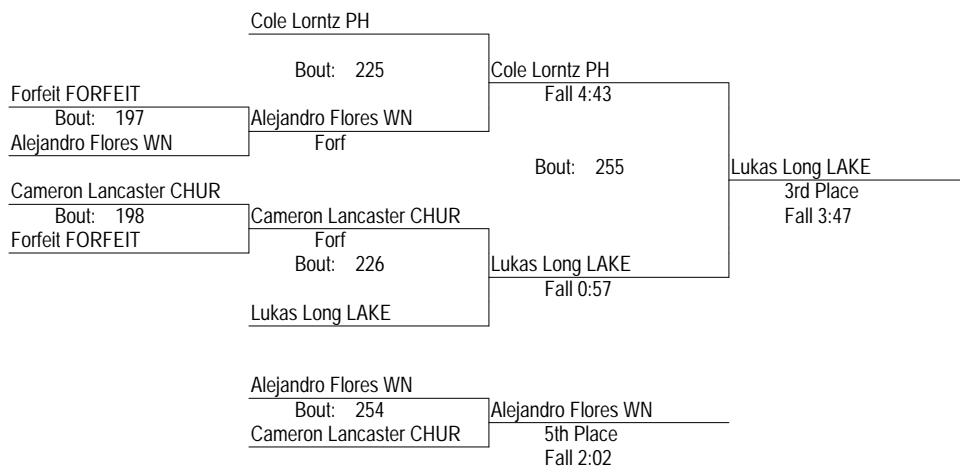 Cole Lorntz PH
Bout: 225
Cole Lorntz PH
Fall 4:43
Forfeit FORFEIT
Bout: 197
Alejandro Flores WN
Alejandro Flores WN
Forf
Bout: 255
Lukas Long LAKE
3rd Place
Fall 3:47
Cameron Lancaster CHUR
Bout: 198
Forfeit FORFEIT
Cameron Lancaster CHUR
Forf
Bout: 226
Lukas Long LAKE
Fall 0:57
Lukas Long LAKE
Alejandro Flores WN
Bout: 254
Cameron Lancaster CHUR
Alejandro Flores WN
5th Place
Fall 2:02